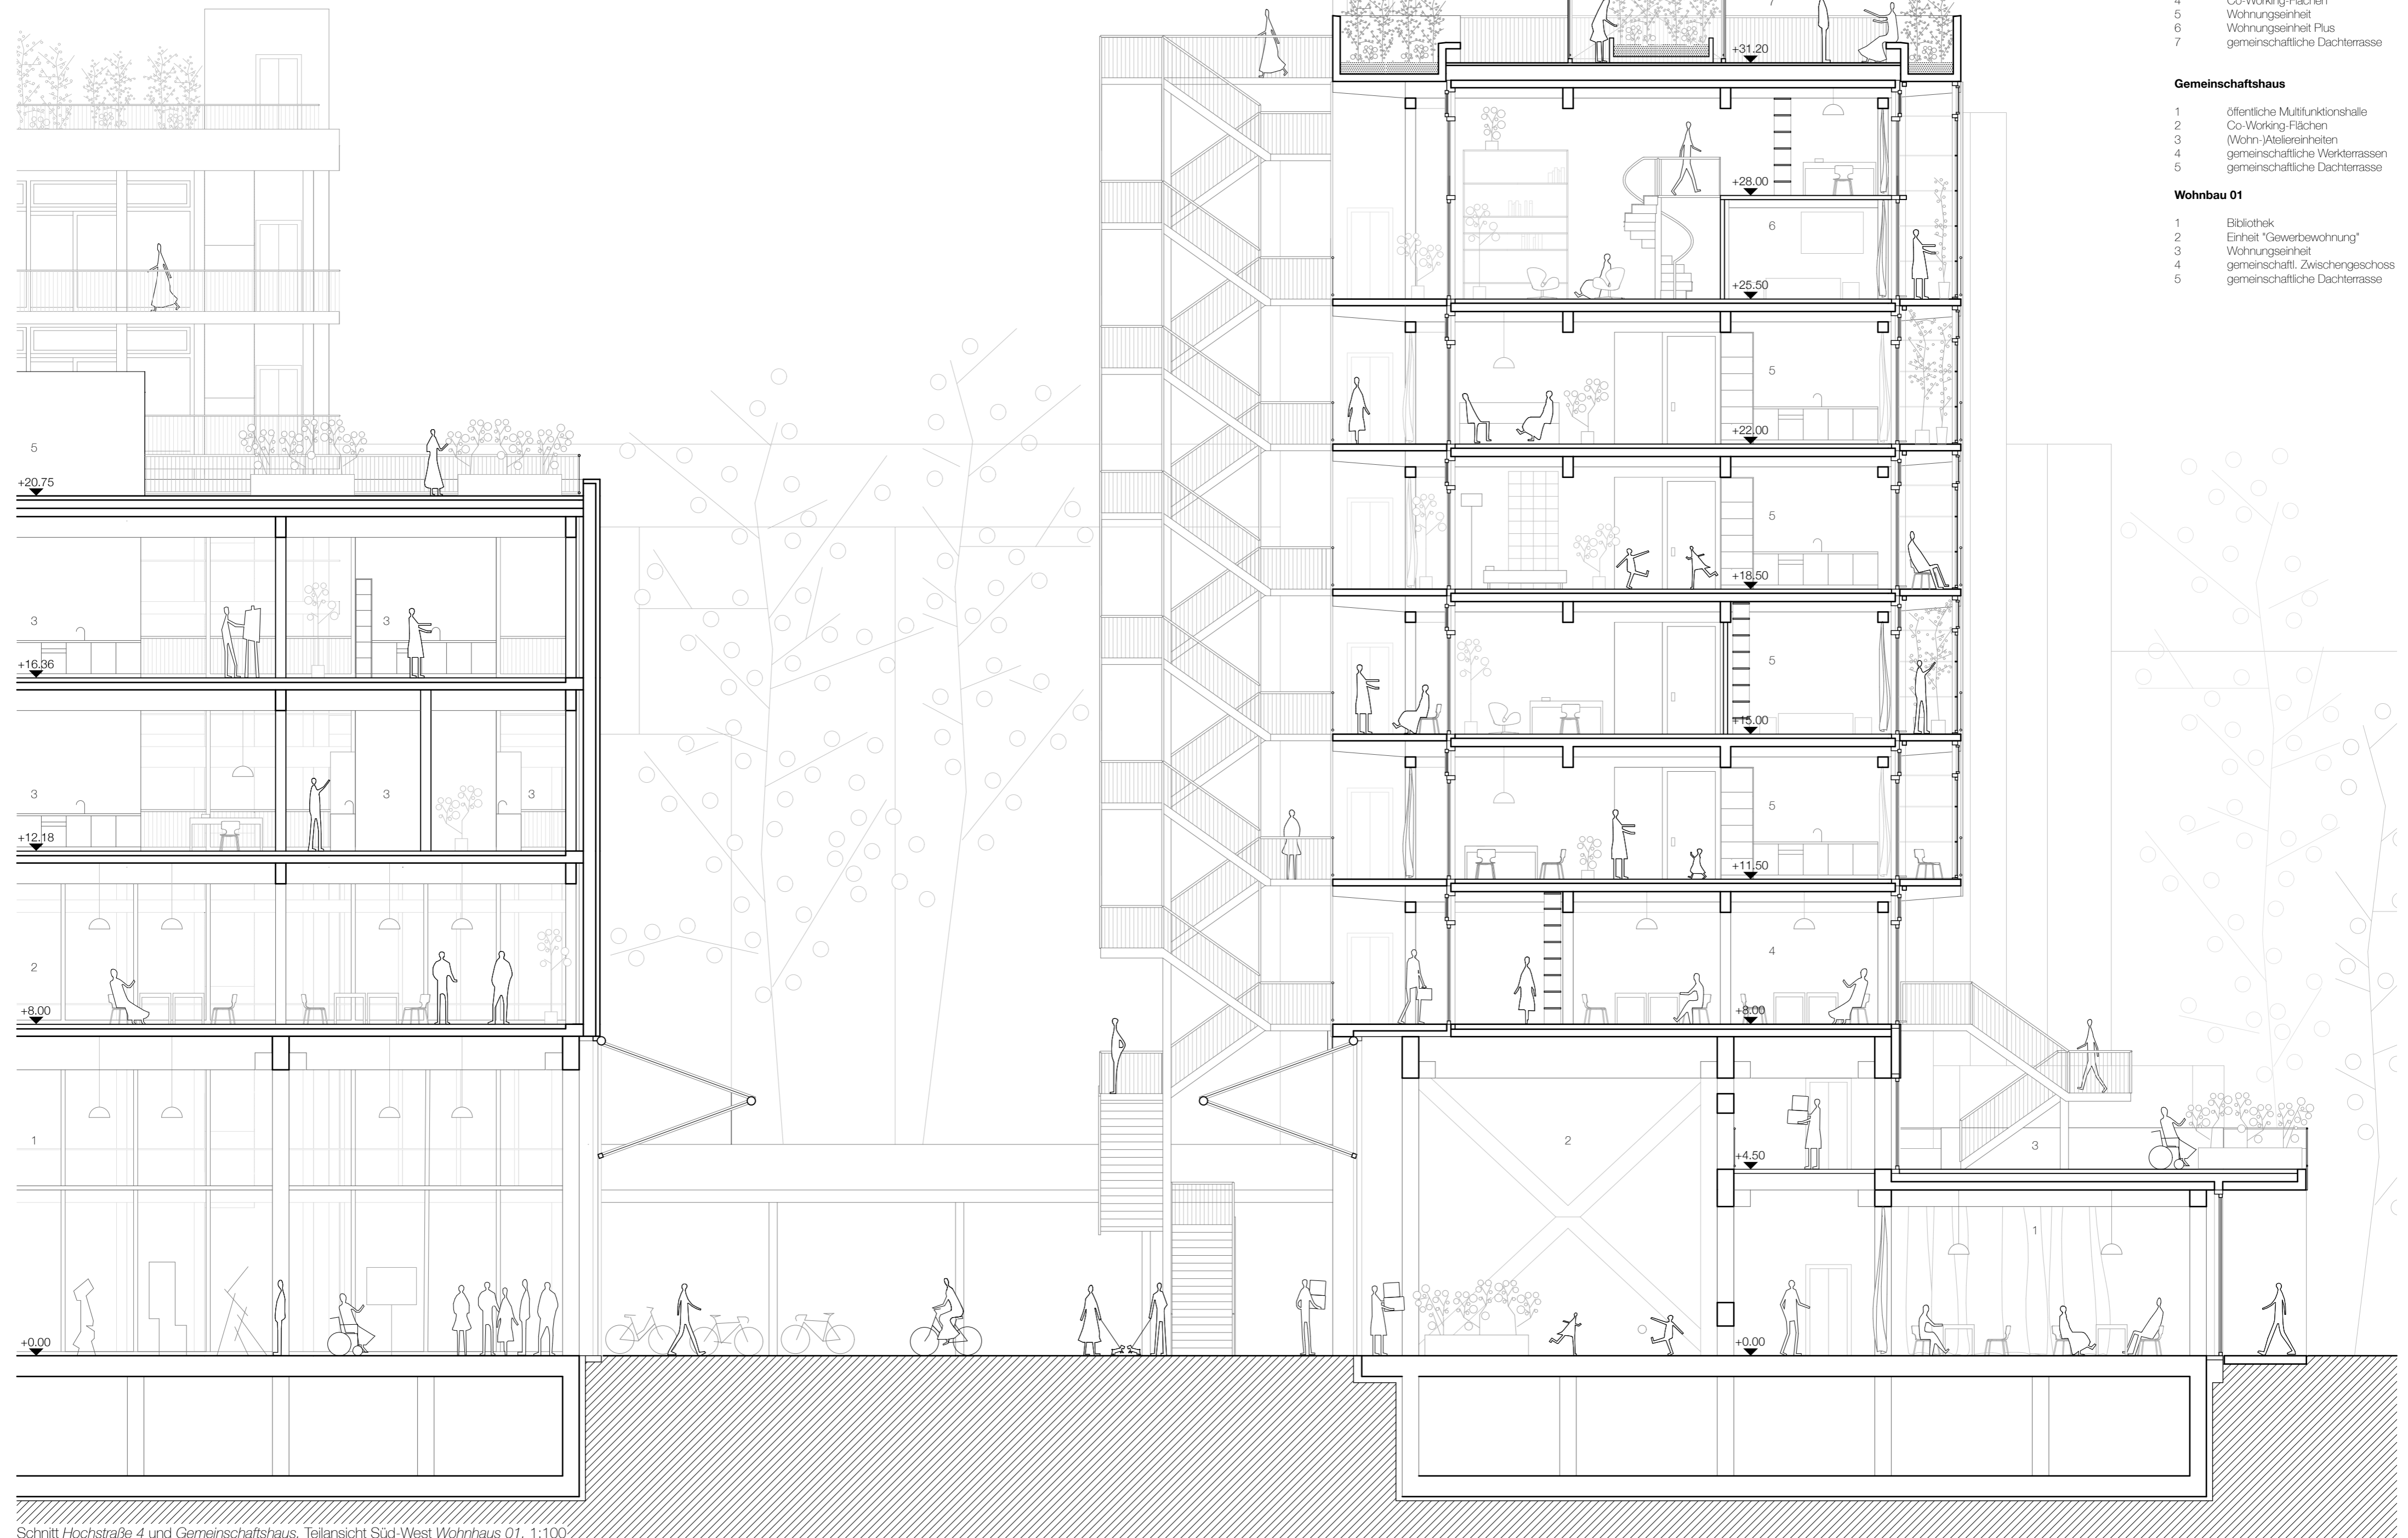 4 Co-Working-Flächen
5 Wohnungseinheit
6 Wohnungseinheit Plus
7 gemeinschaftliche Dachterrasse
Gemeinschaftshaus
1 öffentliche Multifunktionshalle
2 Co-Working-Flächen
3 (Wohn-)Ateliereinheiten
4 gemeinschaftliche Werkterrassen
5 gemeinschaftliche Dachterrasse
Wohnbau 01
1 Bibliothek
2 Einheit "Gewerbewohnung"
3 Wohnungseinheit
4 gemeinschaftl. Zwischengeschoss
5 gemeinschaftliche Dachterrasse
5
+20.75
3 3
+16.36
3 3 3
+12.18
2
+8.00
1
+0.00
7
+31.20
+28.00
6
+25.50
5
+22.00
5
+18.50
5
+15.00
5
+11.50
4
+8.00
2
3
+4.50
1
+0.00
Schnitt Hochstraße 4 und Gemeinschaftshaus, Teilansicht Süd-West Wohnhaus 01, 1:100